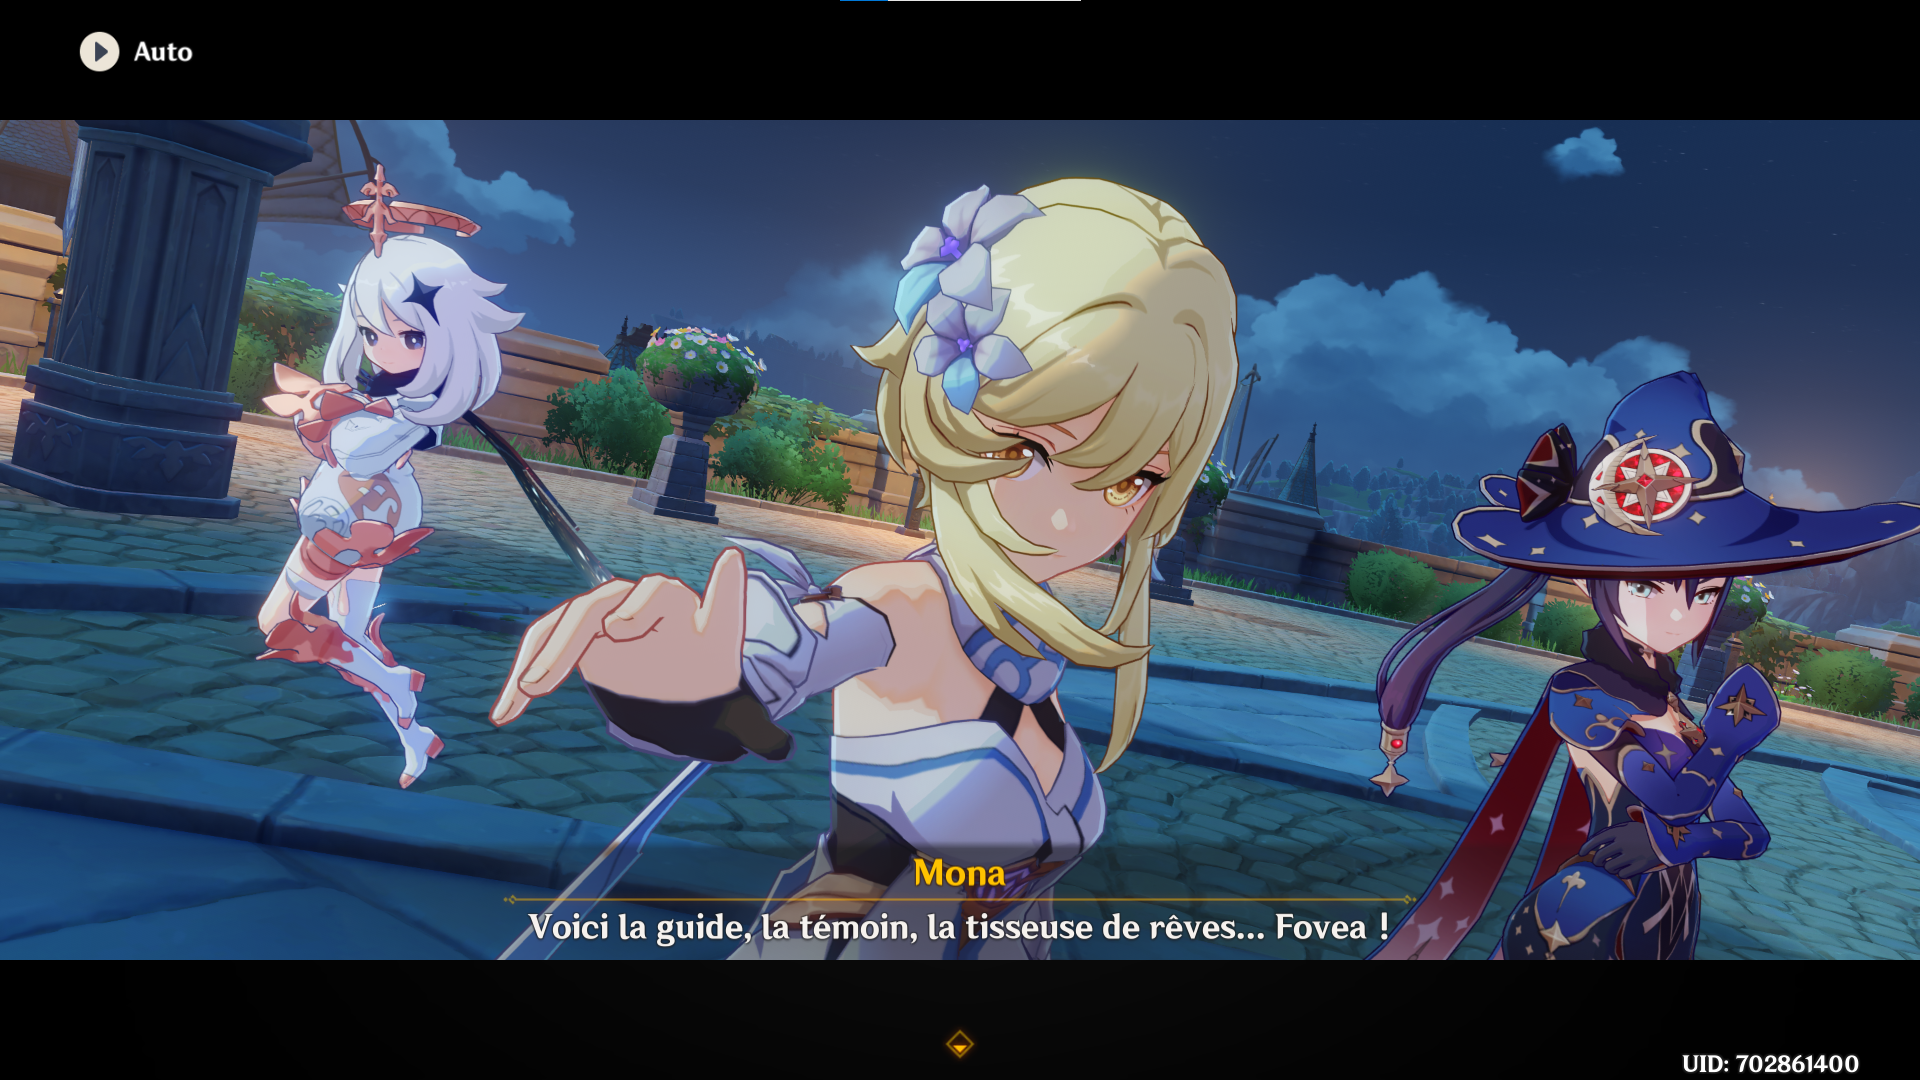 Auto
Mona
Voici la guide, la témoin, la tisseuse de rêves... Fovea !
UID: 702861400